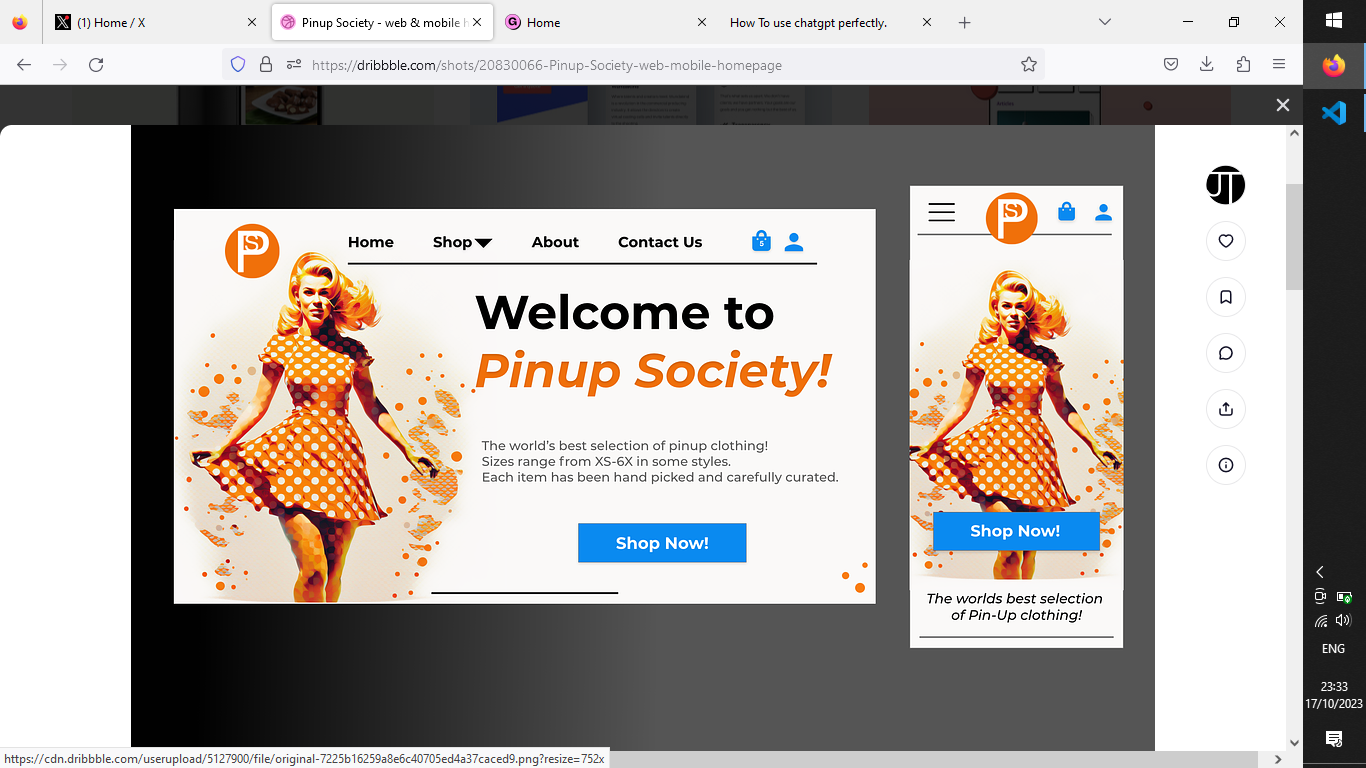 (1) Home / X
Pinup Society - web & mobile h
G Home
How To use chatgpt perfectly.
https://dribbble.com/shots/20830066-Pinup-Society-web-mobile-homepage
JT
PS
Home Shop About Contact Us 5
Welcome to
Pinup Society!
The world's best selection of pinup clothing!
Sizes range from XS-6X in some styles.
Each item has been hand picked and carefully curated.
Shop Now!
PS
Shop Now!
The worlds best selection
of Pin-Up clothing!
ENG
23:33
17/10/2023
https://cdn.dribbble.com/userupload/5127900/file/original-7225b16259a8e6c40705ed4a37caced9.png?resize=752x